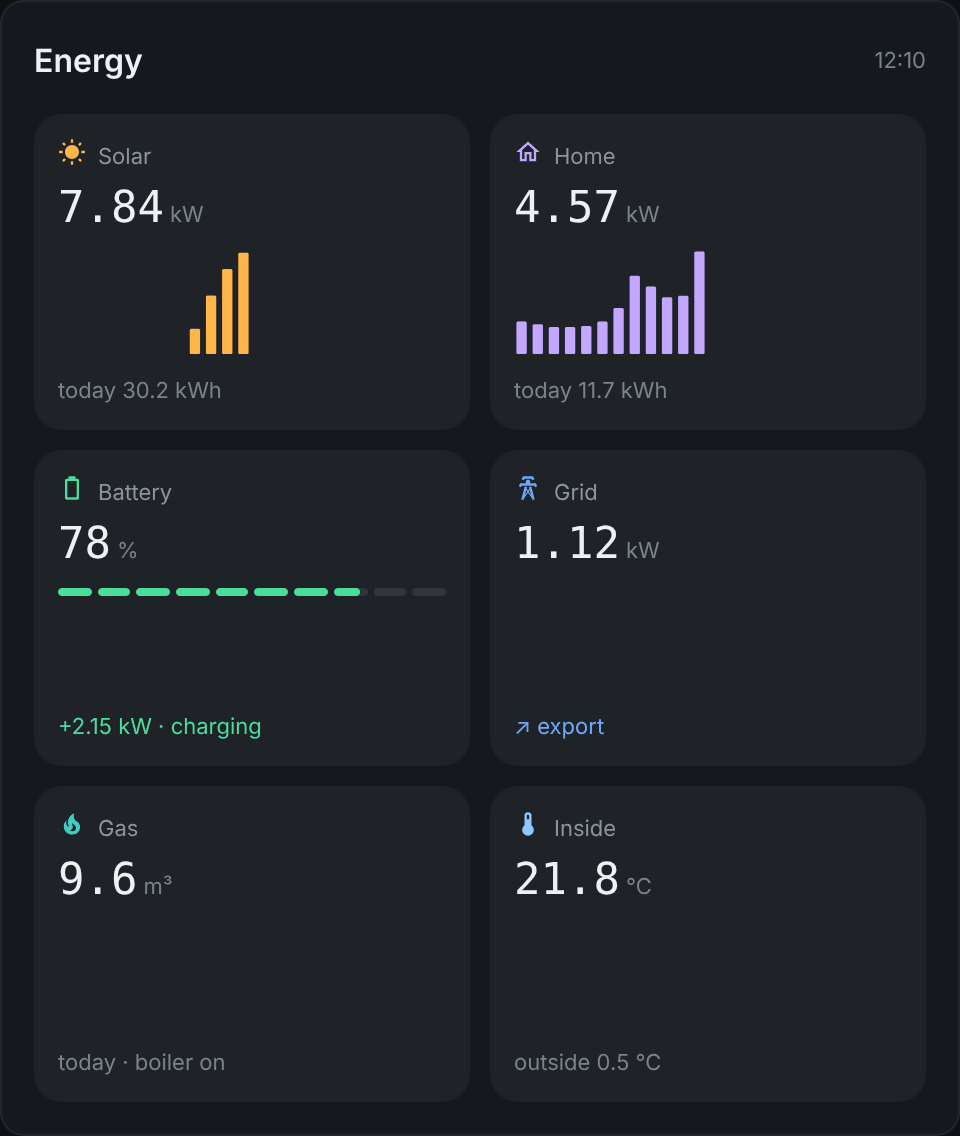 Energy
12:10
Solar
7.84 kW
today 30.2 kWh
Home
4.57 kW
today 11.7 kWh
Battery
78 %
+2.15 kW · charging
Grid
1.12 kW
↗ export
Gas
9.6 m³
today · boiler on
Inside
21.8 °C
outside 0.5 °C